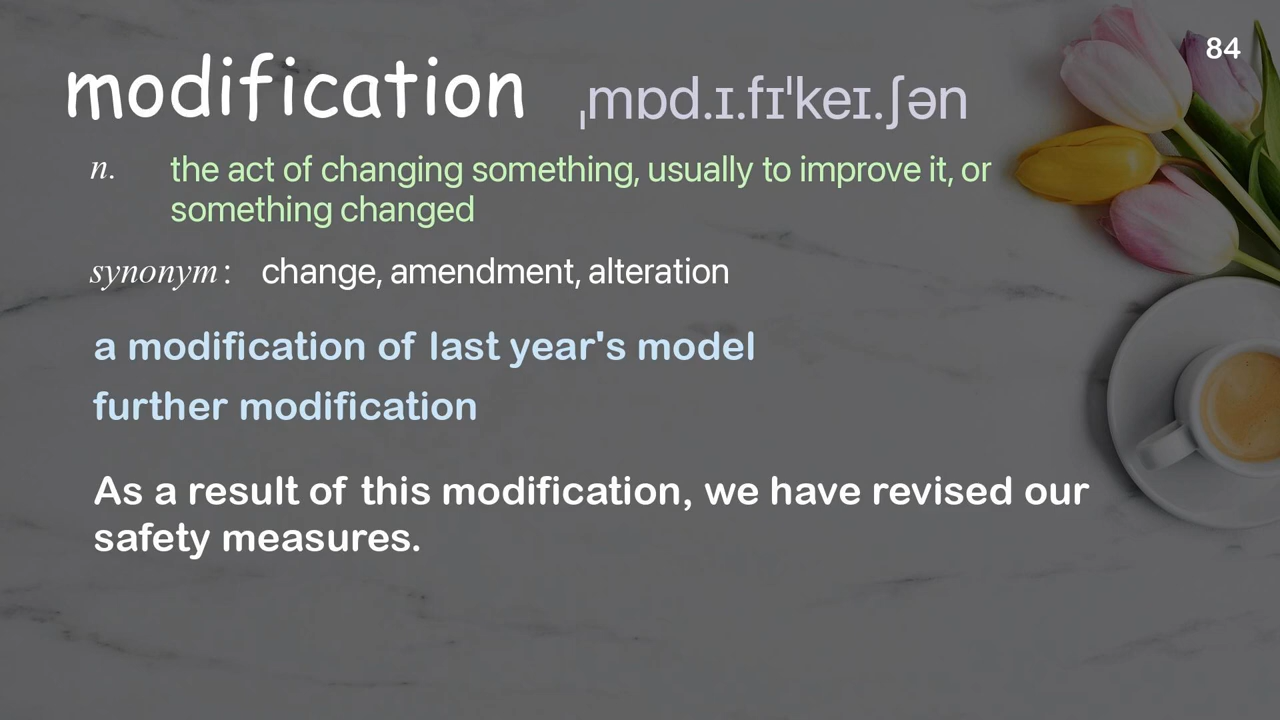 84
modification ˌmɒd.ɪ.fɪˈkeɪ.ʃən
n. the act of changing something, usually to improve it, or
something changed
synonym: change, amendment, alteration
a modification of last year's model
further modification
As a result of this modification, we have revised our
safety measures.